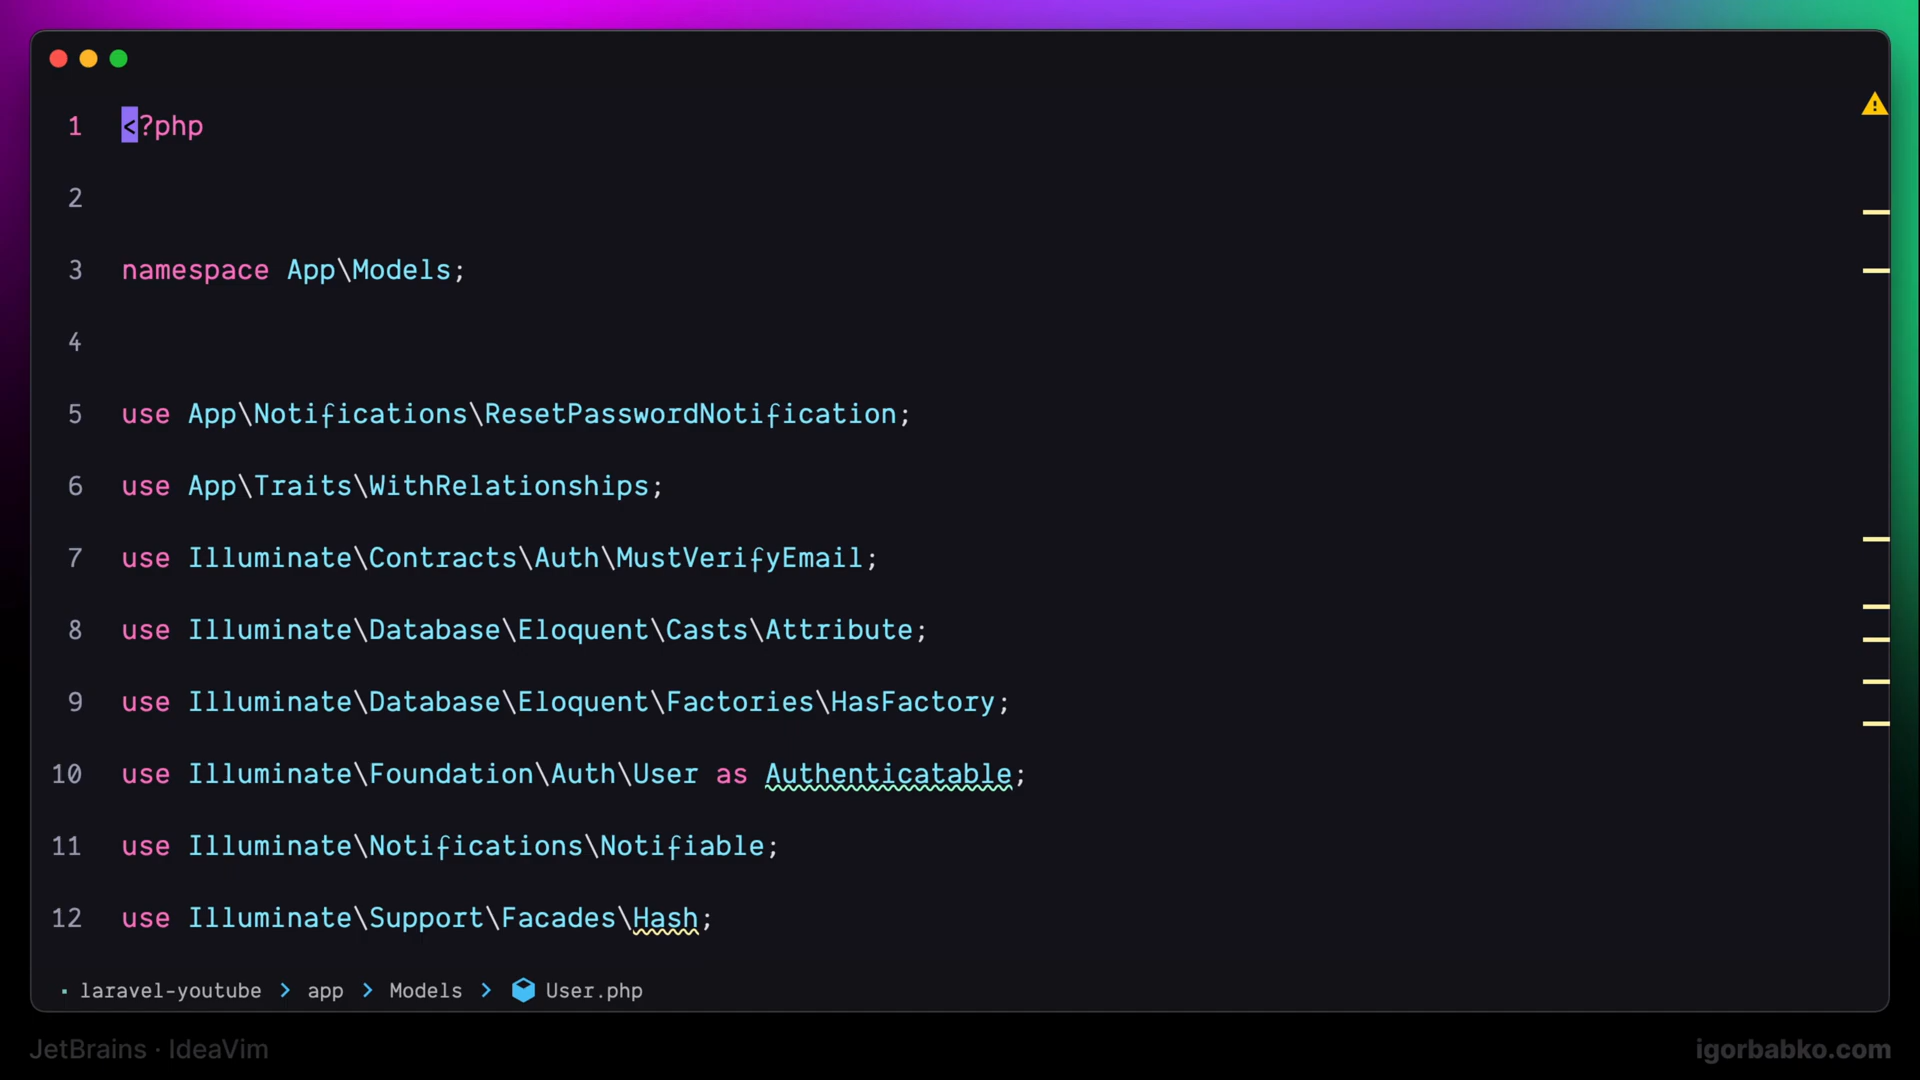 1 <?php
2
3 namespace App\Models;
4
5 use App\Notifications\ResetPasswordNotification;
6 use App\Traits\WithRelationships;
7 use Illuminate\Contracts\Auth\MustVerifyEmail;
8 use Illuminate\Database\Eloquent\Casts\Attribute;
9 use Illuminate\Database\Eloquent\Factories\HasFactory;
10 use Illuminate\Foundation\Auth\User as Authenticatable;
11 use Illuminate\Notifications\Notifiable;
12 use Illuminate\Support\Facades\Hash;
laravel-youtube > app > Models > User.php
JetBrains · IdeaVim
igorbabko.com